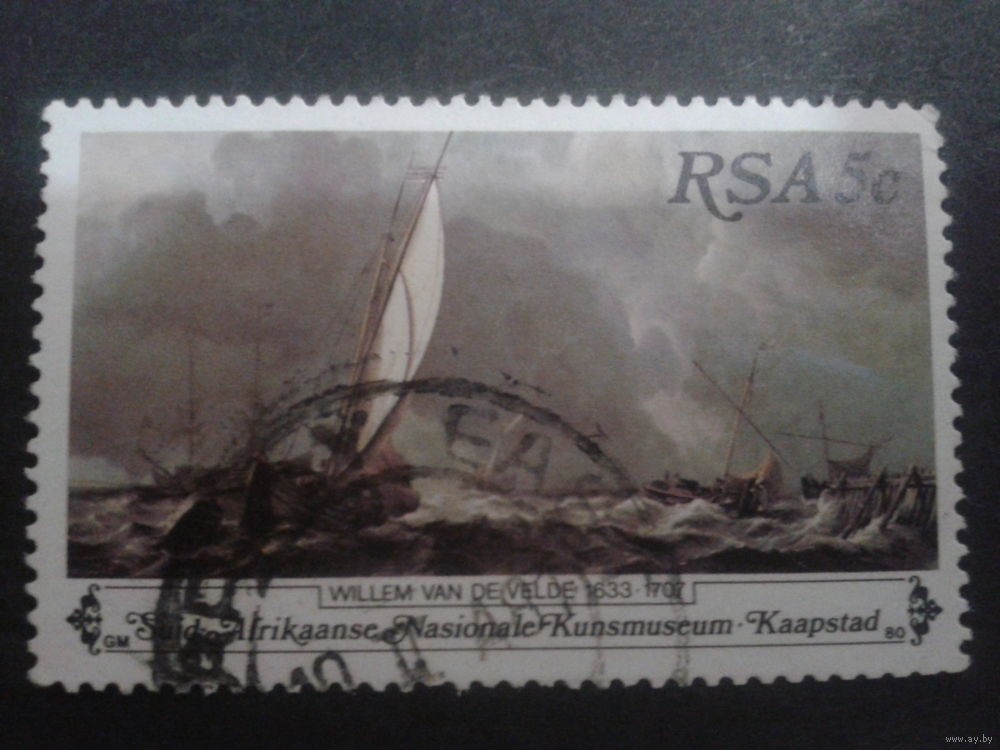 RSA 5c
WILLEM VAN DE VELDE 1633-1707
Suid-Afrikaanse Nasionale Kunsmuseum · Kaapstad
GM
80
www.ay.by